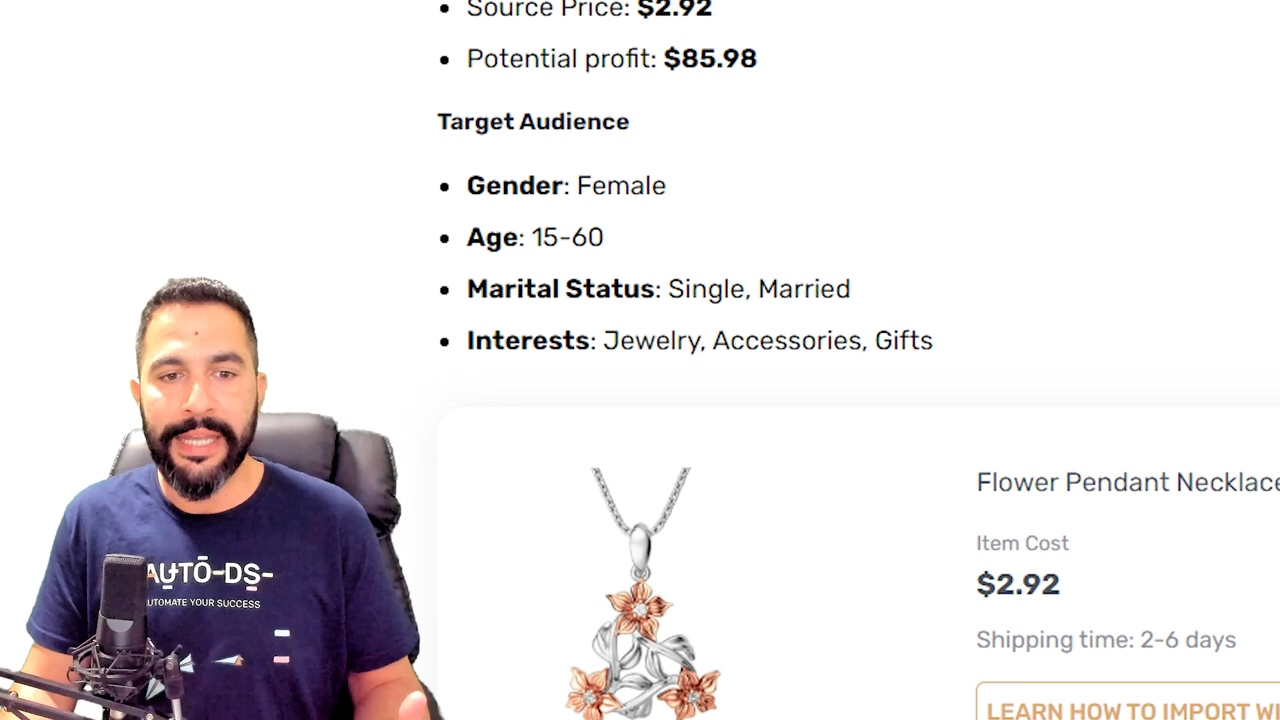 Source Price: $2.92
Potential profit: $85.98
Target Audience
Gender: Female
Age: 15-60
Marital Status: Single, Married
Interests: Jewelry, Accessories, Gifts
Flower Pendant Necklace
Item Cost
$2.92
Shipping time: 2-6 days
LEARN HOW TO IMPORT WI
AUTO-DS-
AUTOMATE YOUR SUCCESS